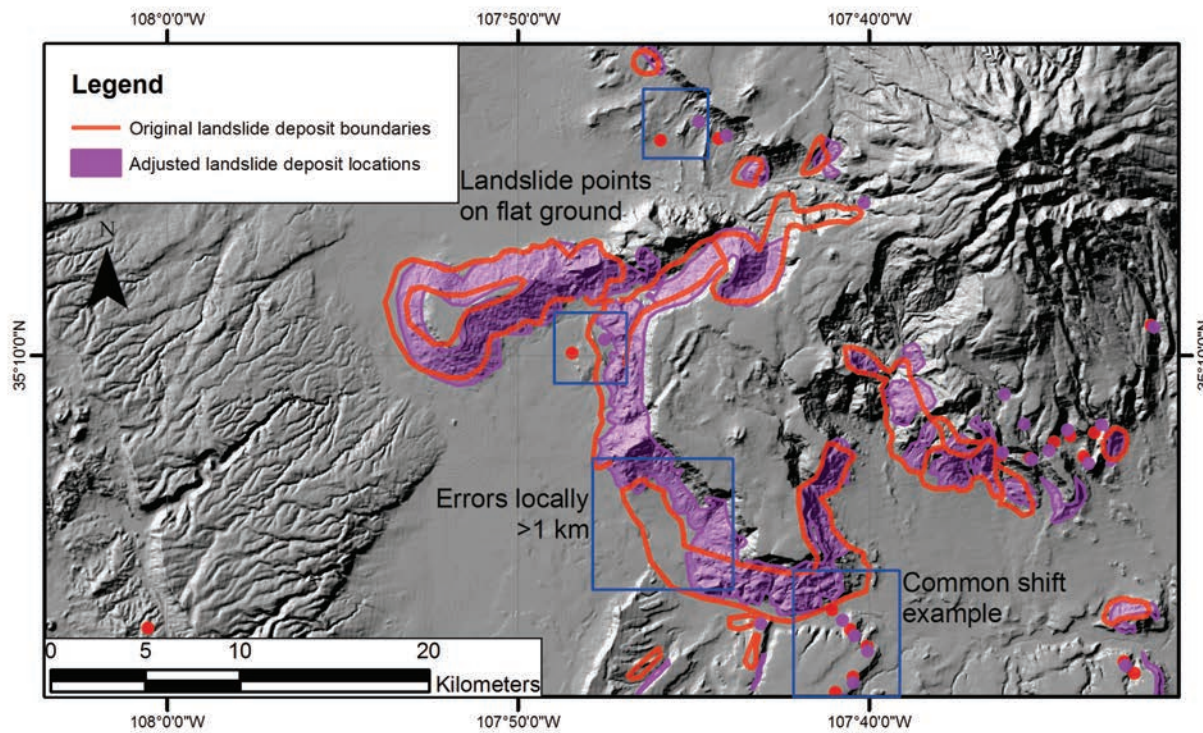 108°0'0"W 107°50'0"W 107°40'0"W
Legend
Original landslide deposit boundaries
Adjusted landslide deposit locations
Landslide points
on flat ground
N
35°10'0"N
35°10'0"N
Errors locally
>1 km
Common shift
example
0 5 10 20
Kilometers
108°0'0"W 107°50'0"W 107°40'0"W